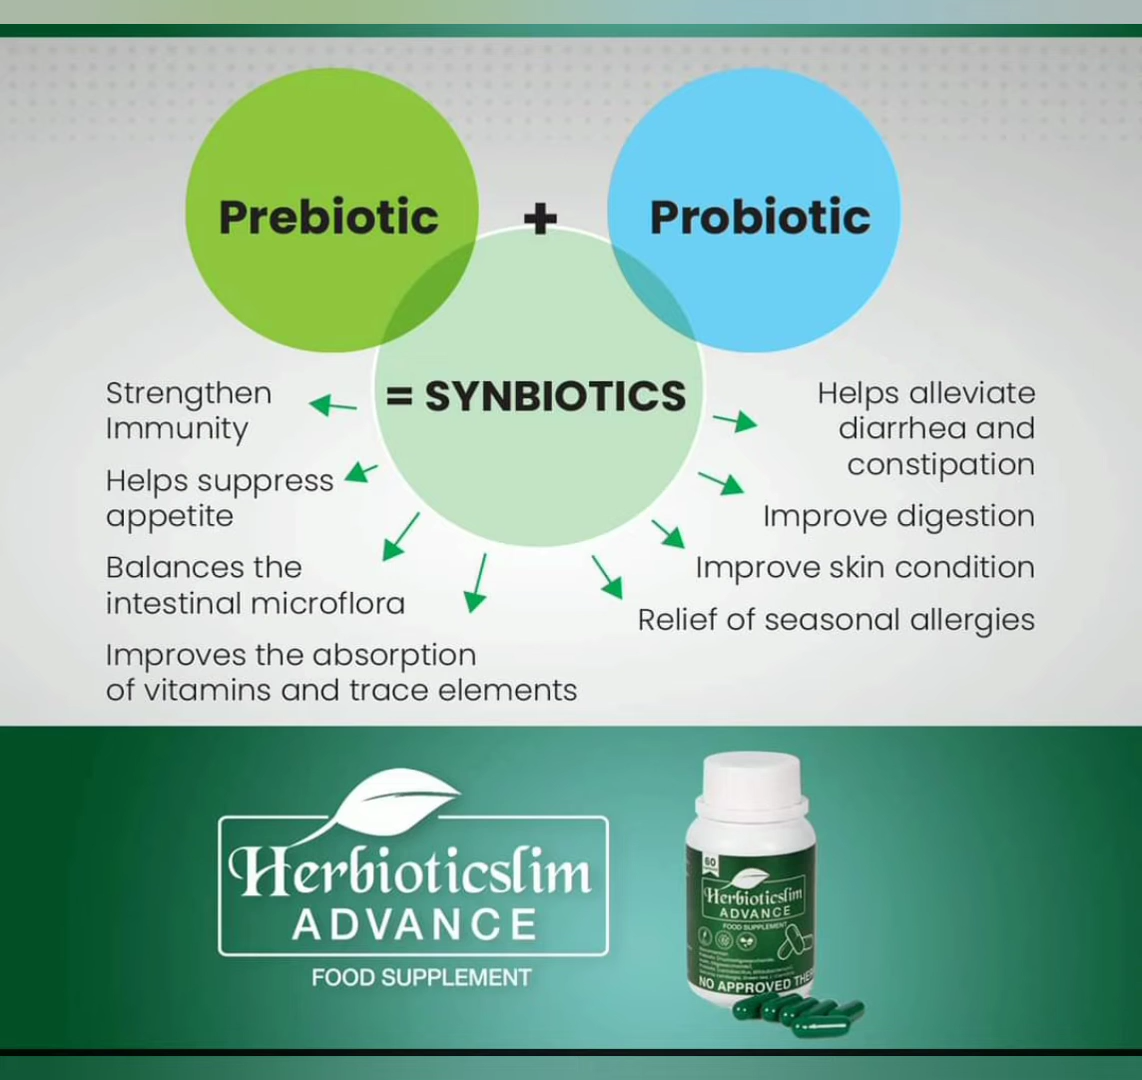 Prebiotic
+
Probiotic
= SYNBIOTICS
Strengthen
Immunity
Helps suppress
appetite
Balances the
intestinal microflora
Improves the absorption
of vitamins and trace elements
Helps alleviate
diarrhea and
constipation
Improve digestion
Improve skin condition
Relief of seasonal allergies
Herbioticslim
ADVANCE
FOOD SUPPLEMENT
60
Herbioticslim
ADVANCE
FOOD SUPPLEMENT
NO APPROVED THE